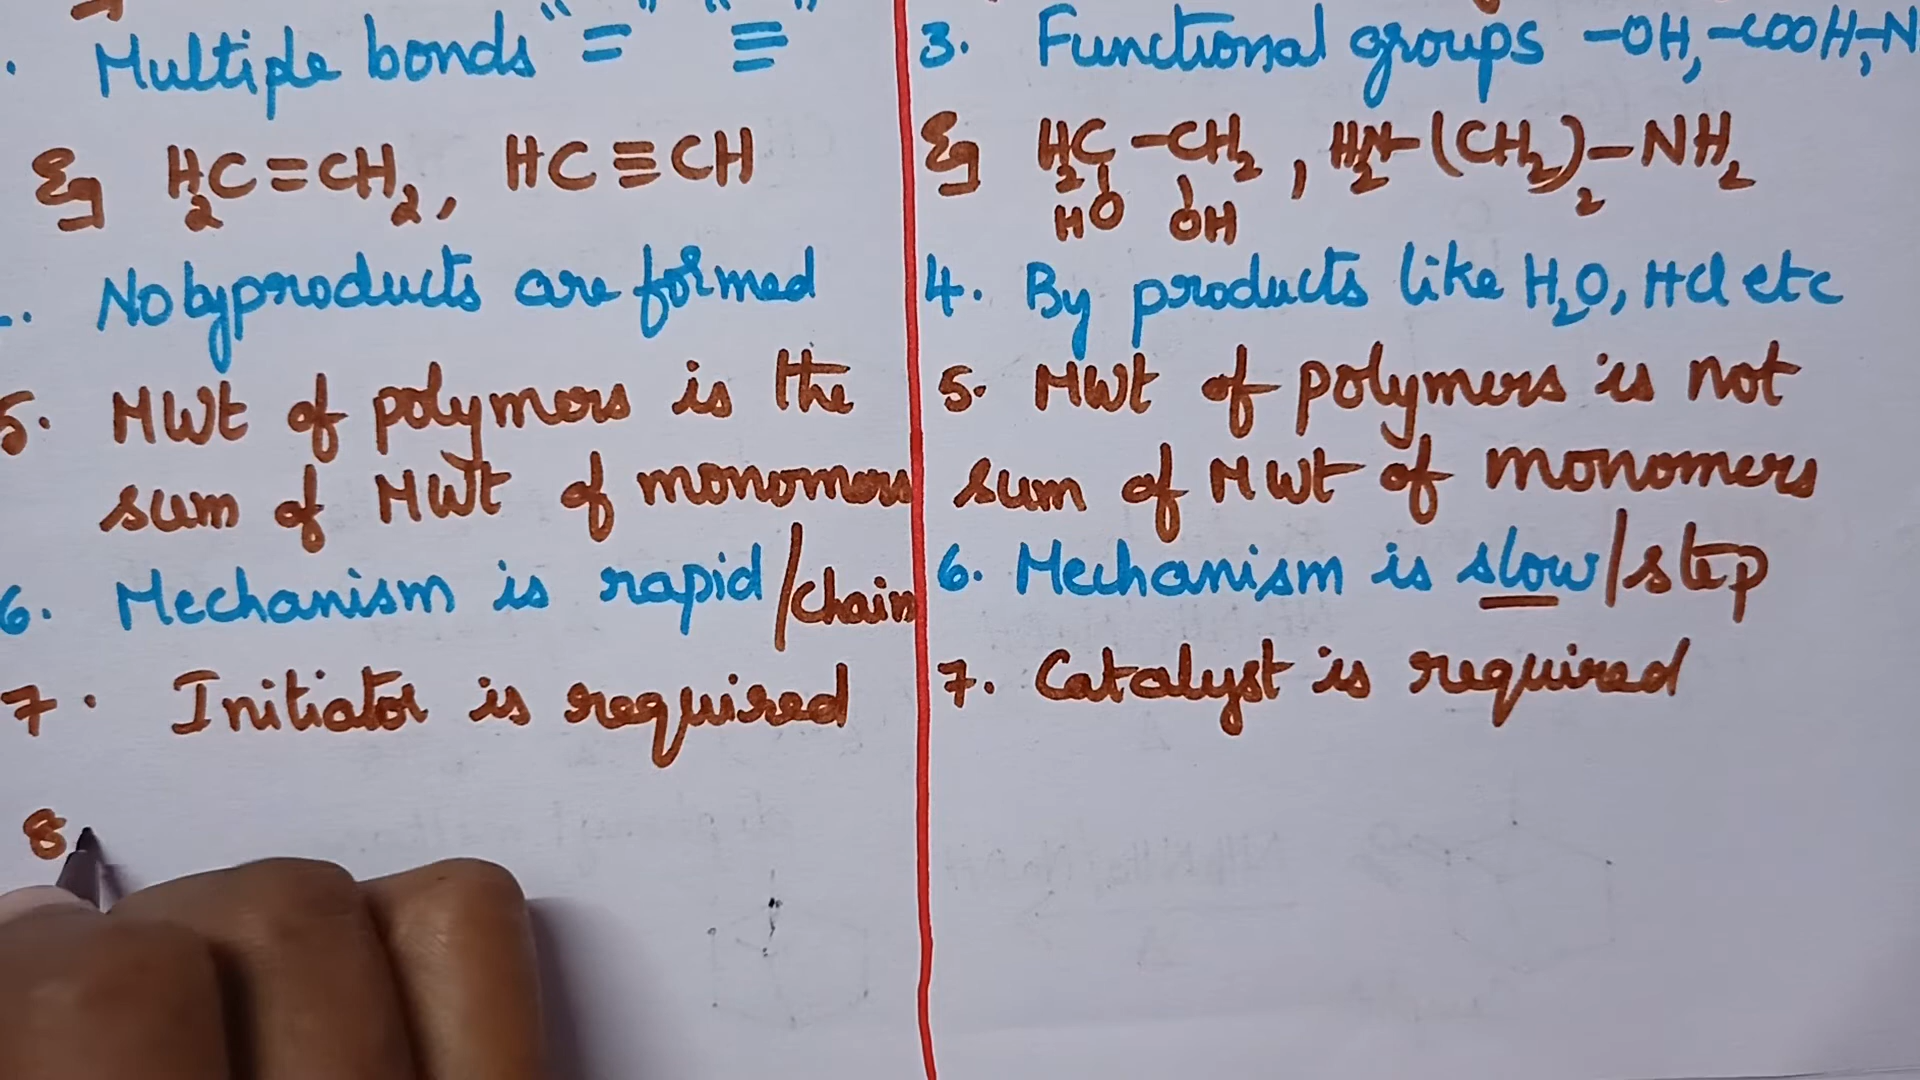 . Multiple bonds "=" "≡"
Eg H₂C=CH₂, HC≡CH
.. No byproducts are formed
5. MWt of polymers is the
sum of MWt of monomers
6. Mechanism is rapid/chain
7. Initiator is required
8
3. Functional groups -OH, -COOH, -N
Eg H₂C-CH₂, H₂N-(CH₂)₂-NH₂
HO OH
4. By products like H₂O, HCl etc
5. MWt of polymers is not
sum of MWt of monomers
6. Mechanism is slow/step
7. Catalyst is required